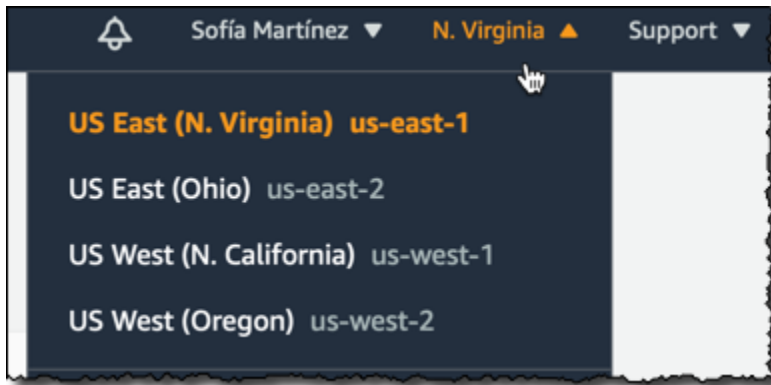 Sofía Martínez ▼ N. Virginia ▲ Support ▼
US East (N. Virginia) us-east-1
US East (Ohio) us-east-2
US West (N. California) us-west-1
US West (Oregon) us-west-2